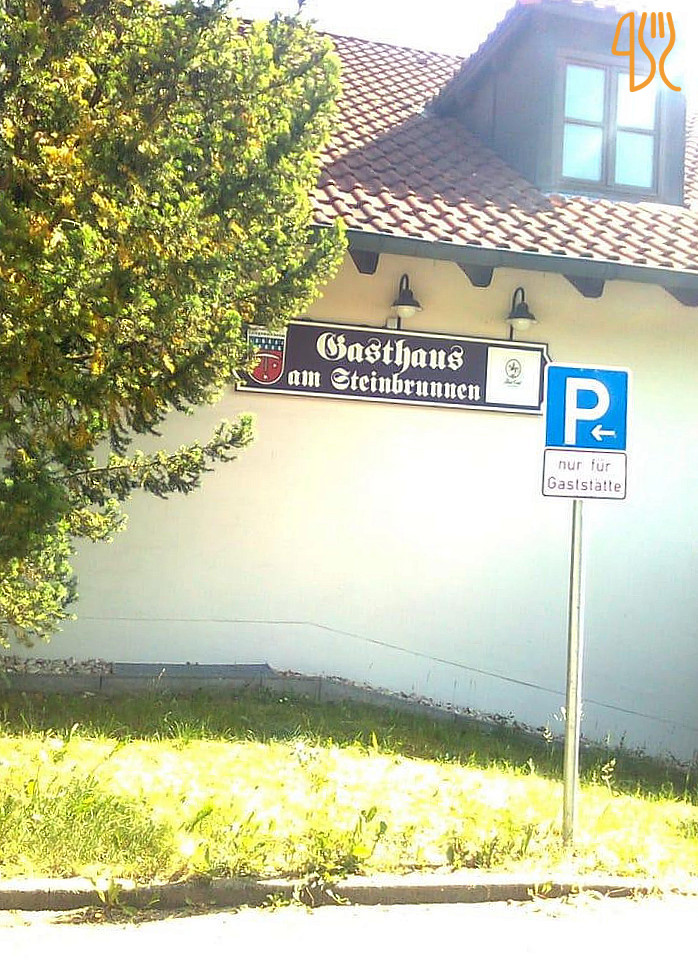 Gasthaus
am Steinbrunnen
P
nur für
Gaststätte